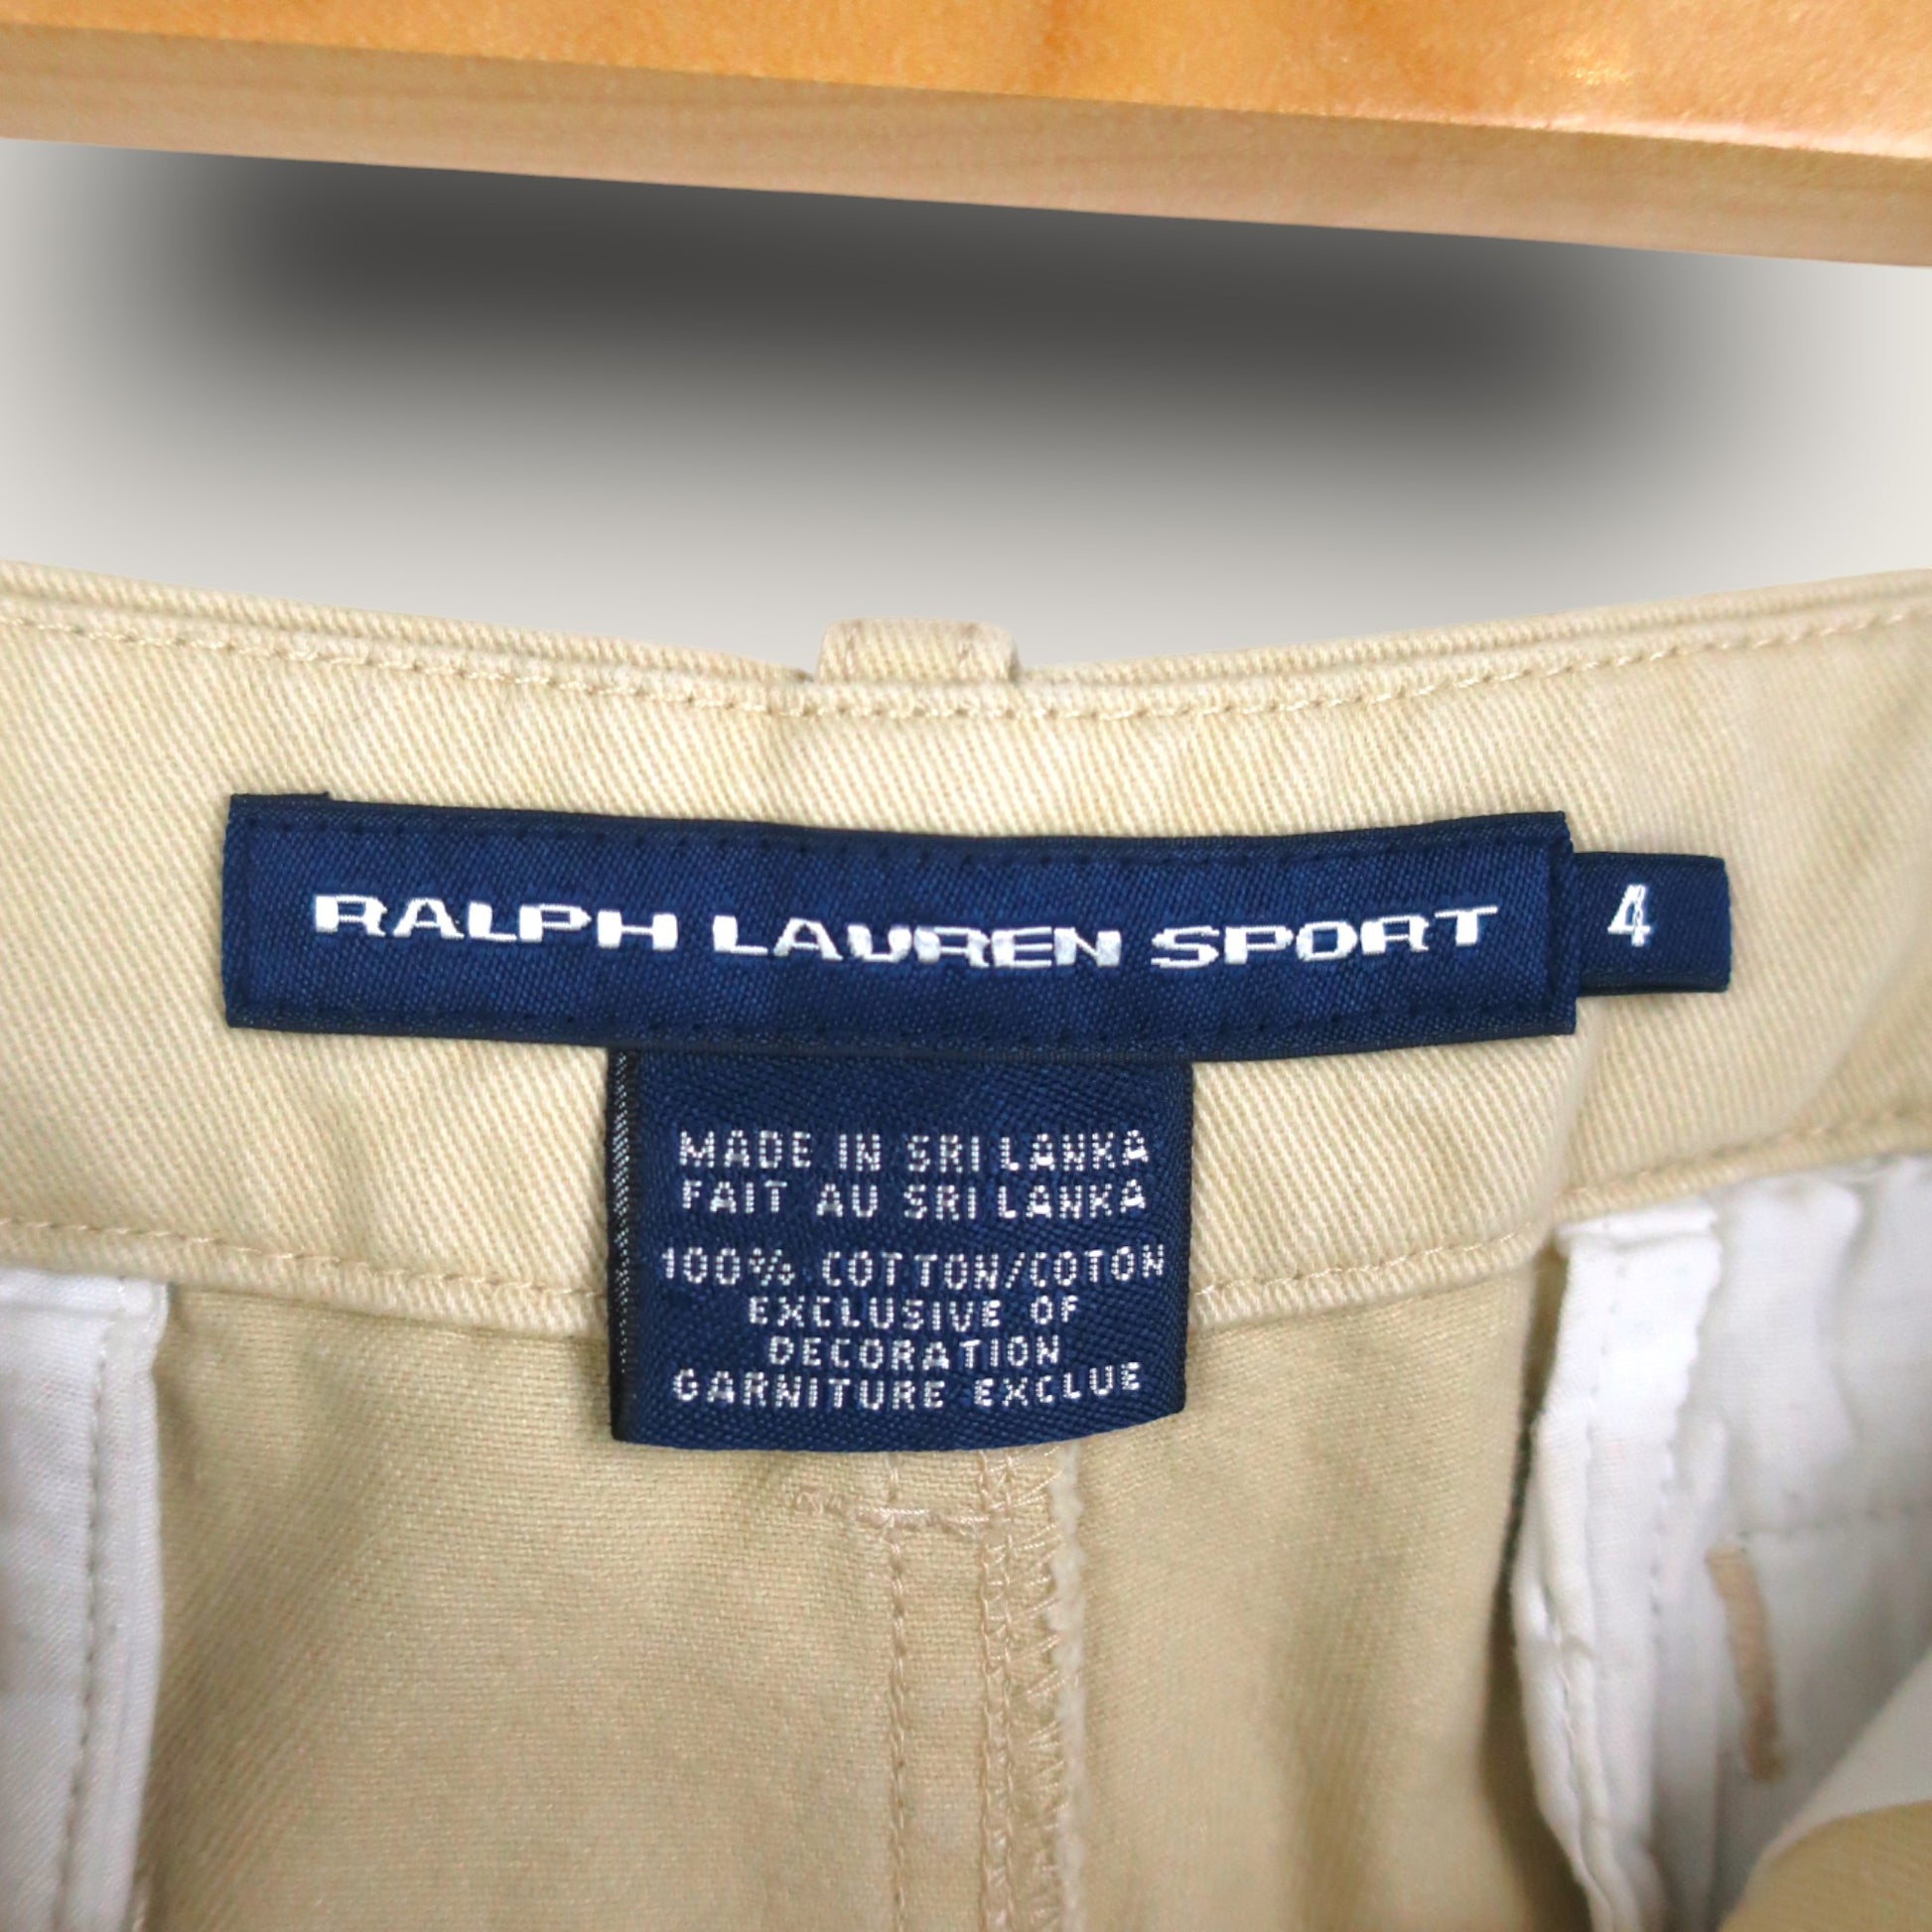 RALPH LAUREN SPORT
4
MADE IN SRI LANKA
FAIT AU SRI LANKA
100% COTTON/COTON
EXCLUSIVE OF
DECORATION
GARNITURE EXCLUE